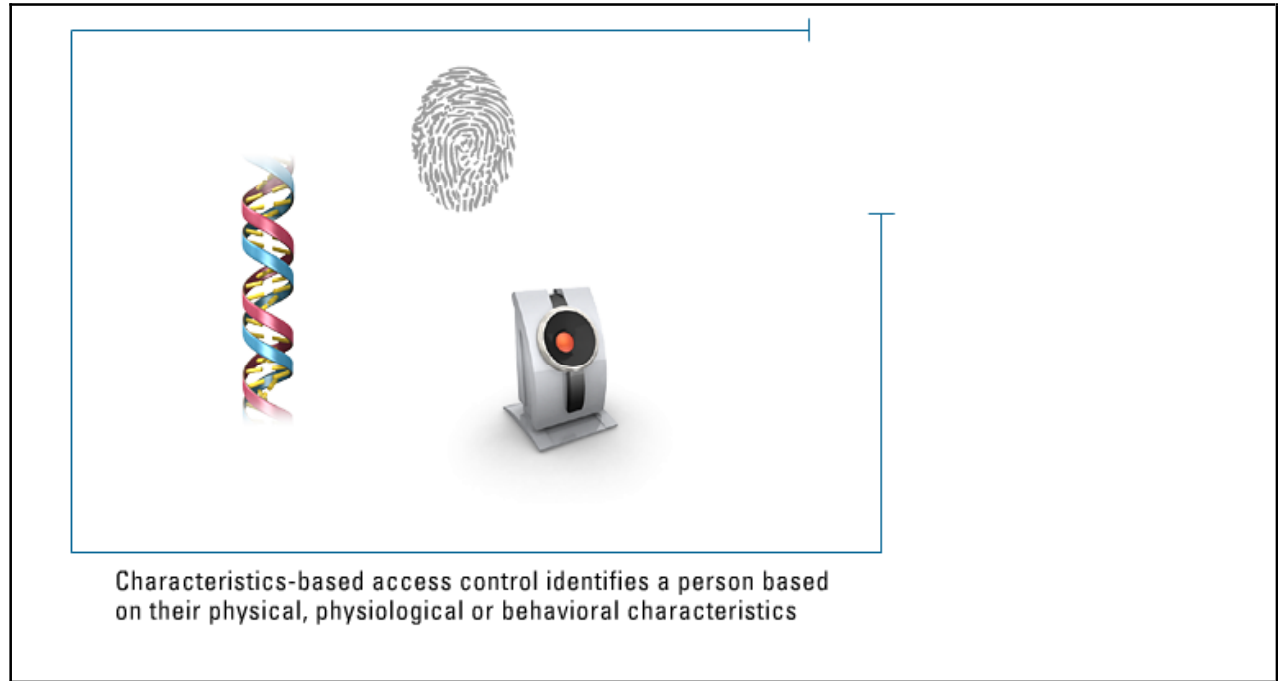 Characteristics-based access control identifies a person based
on their physical, physiological or behavioral characteristics